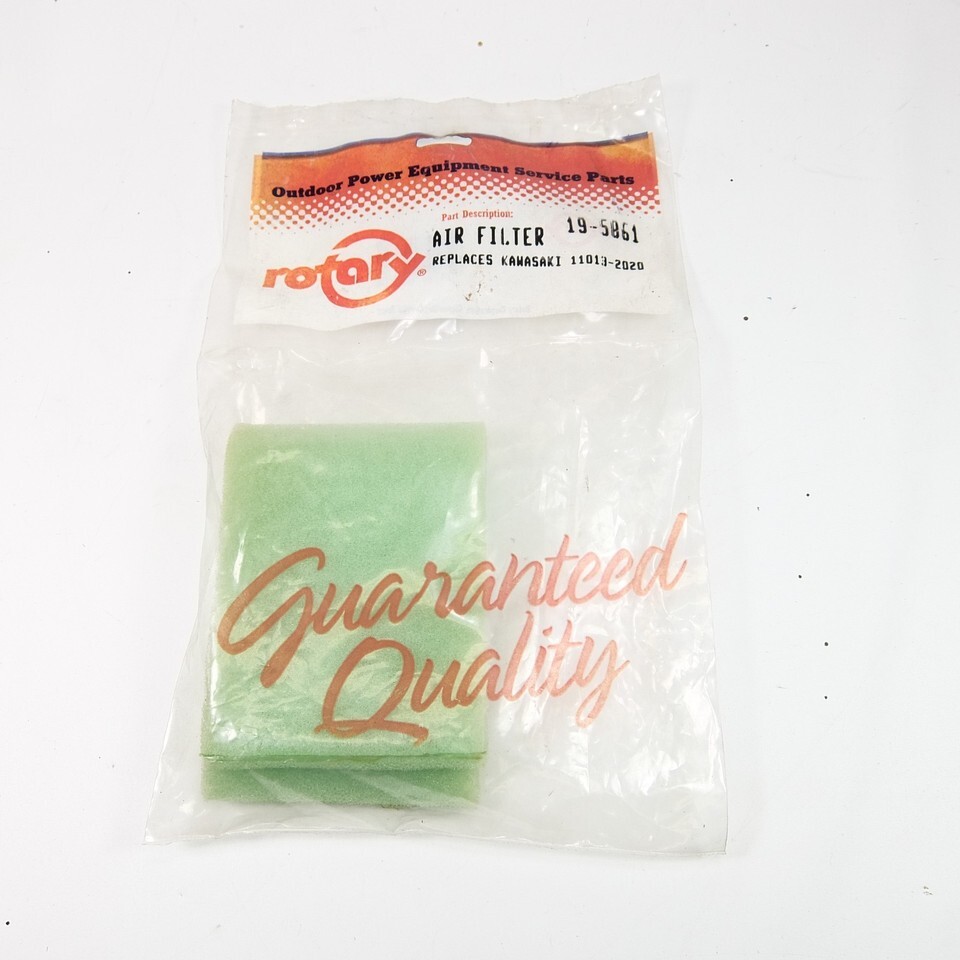 Outdoor Power Equipment Service Parts
Part Description:
AIR FILTER 19-5061
REPLACES KAWASAKI 11013-2020
rotary®
Guaranteed
Quality